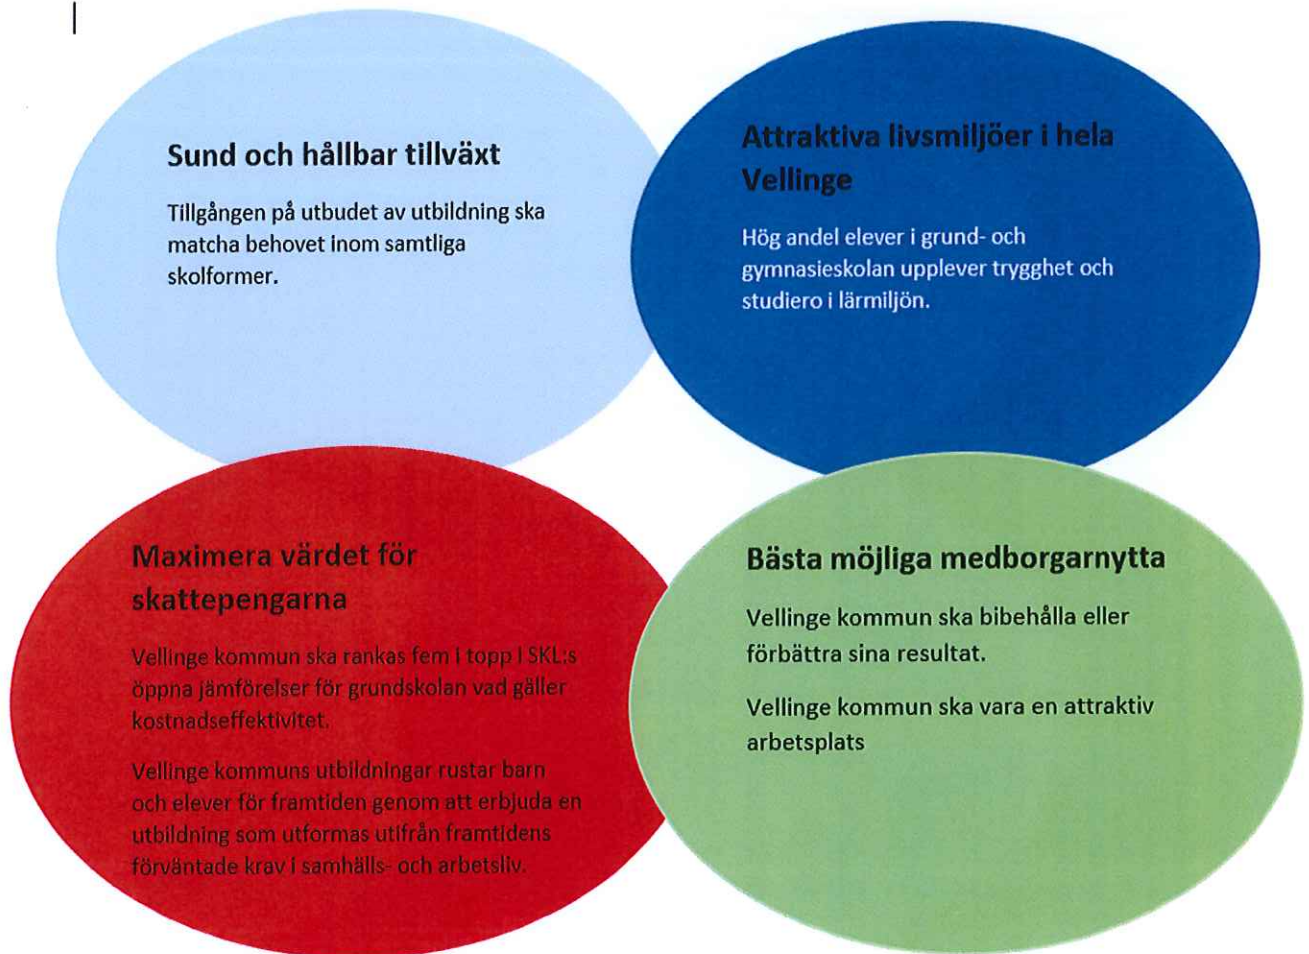 Sund och hållbar tillväxt
Tillgången på utbudet av utbildning ska
matcha behovet inom samtliga
skolformer.
Attraktiva livsmiljöer i hela
Vellinge
Hög andel elever i grund- och
gymnasieskolan upplever trygghet och
studiero i lärmiljön.
Maximera värdet för
skattepengarna
Vellinge kommun ska rankas fem i topp i SKL:s
öppna jämförelser för grundskolan vad gäller
kostnadseffektivitet.
Vellinge kommuns utbildningar rustar barn
och elever för framtiden genom att erbjuda en
utbildning som utformas utifrån framtidens
förväntade krav i samhälls- och arbetsliv.
Bästa möjliga medborgarnytta
Vellinge kommun ska bibehålla eller
förbättra sina resultat.
Vellinge kommun ska vara en attraktiv
arbetsplats